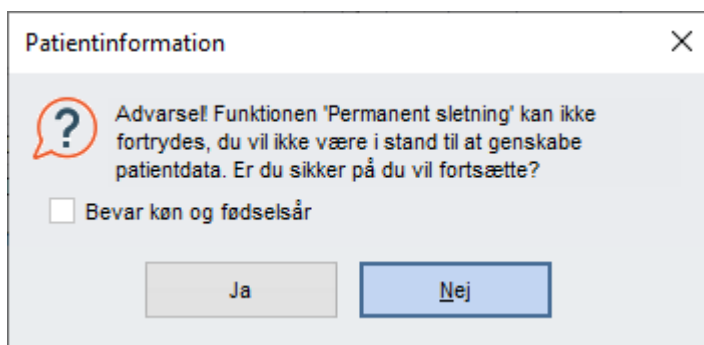 Patientinformation
Advarsel! Funktionen 'Permanent sletning' kan ikke
fortrydes, du vil ikke være i stand til at genskabe
patientdata. Er du sikker på du vil fortsætte?
Bevar køn og fødselsår
Ja
Nej